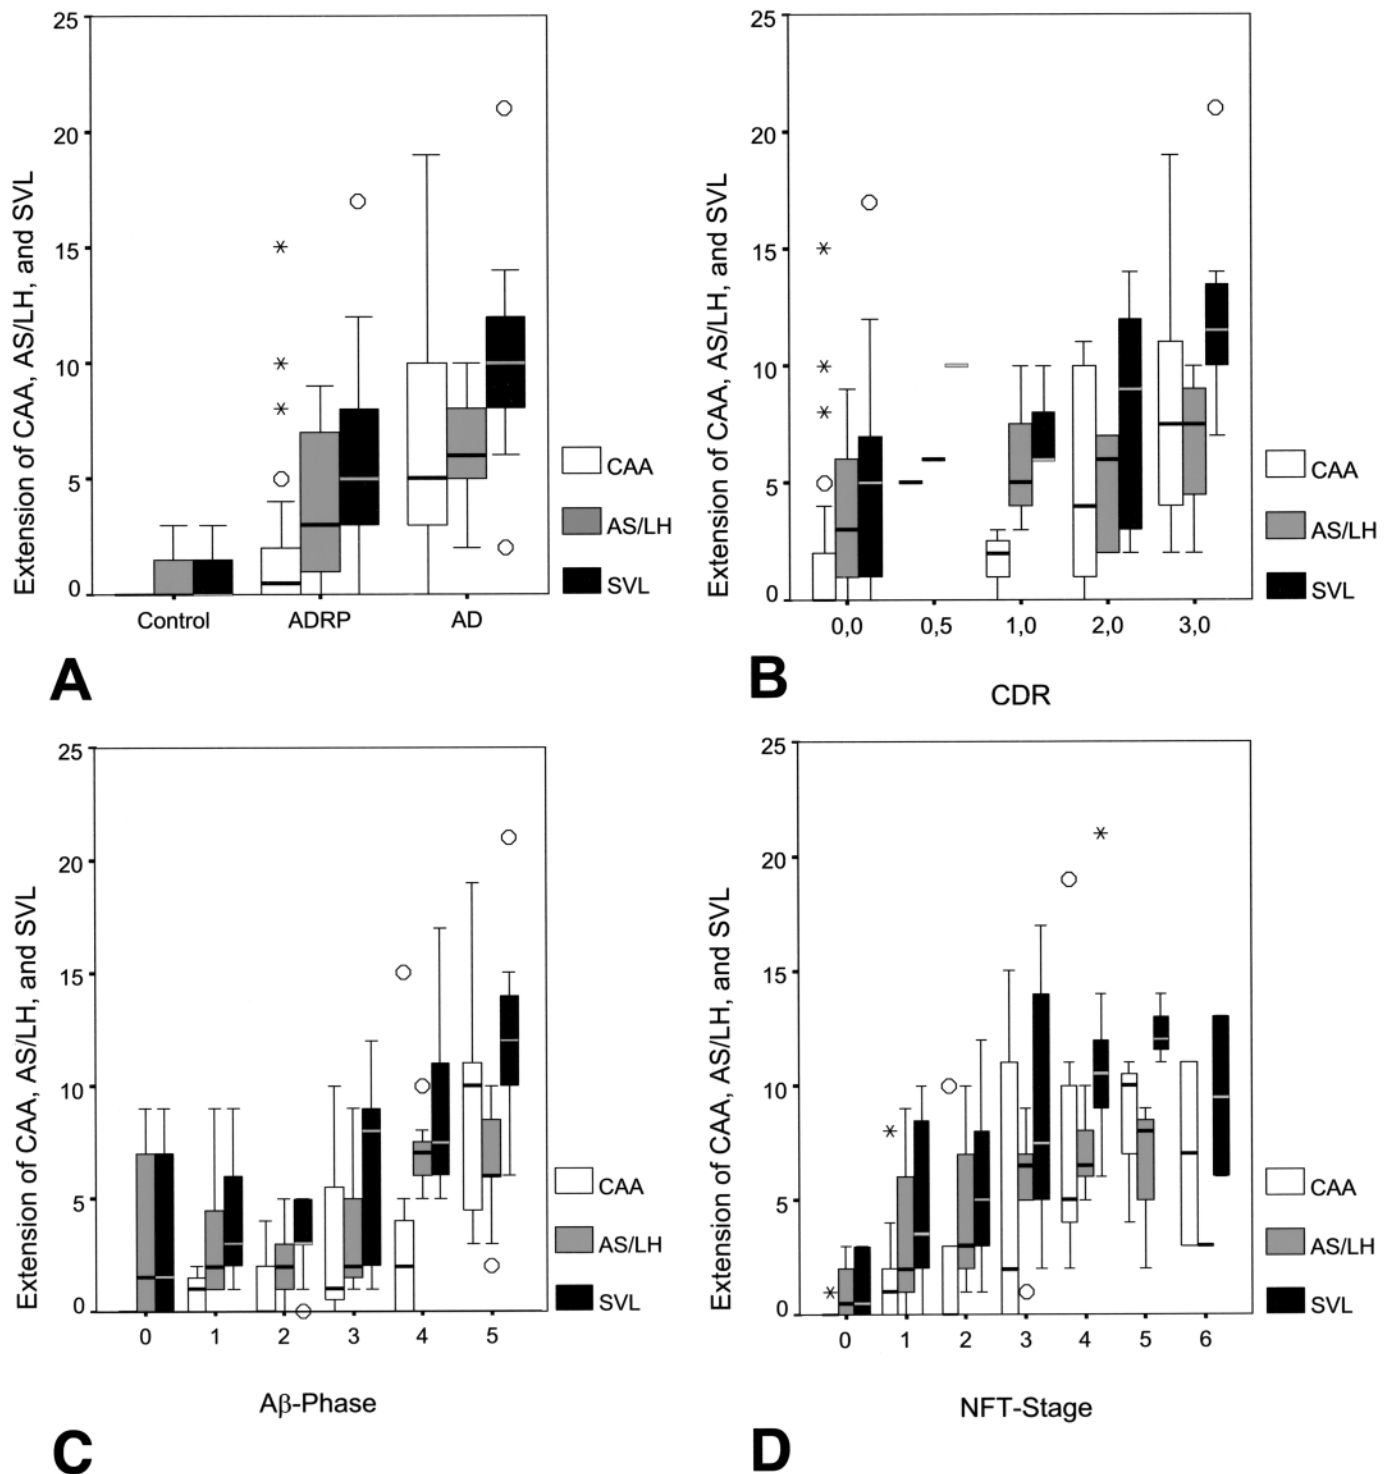 25
20
15
10
5
0
Extension of CAA, AS/LH, and SVL
Control ADRP AD
CAA
AS/LH
SVL
A
25
20
15
10
5
0
Extension of CAA, AS/LH, and SVL
0,0 0,5 1,0 2,0 3,0
CDR
CAA
AS/LH
SVL
B
25
20
15
10
5
0
Extension of CAA, AS/LH, and SVL
0 1 2 3 4 5
Aβ-Phase
CAA
AS/LH
SVL
C
25
20
15
10
5
0
Extension of CAA, AS/LH, and SVL
0 1 2 3 4 5 6
NFT-Stage
CAA
AS/LH
SVL
D